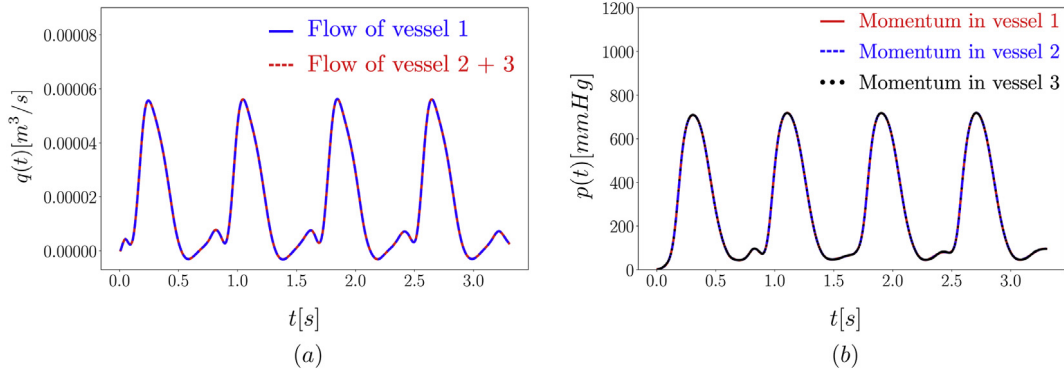 Flow of vessel 1
Flow of vessel 2 + 3
q(t)[m³/s]
0.00008
0.00006
0.00004
0.00002
0.00000
0.0 0.5 1.0 1.5 2.0 2.5 3.0
t[s]
(a)
Momentum in vessel 1
Momentum in vessel 2
Momentum in vessel 3
p(t)[mmHg]
1200
1000
800
600
400
200
0
0.0 0.5 1.0 1.5 2.0 2.5 3.0
t[s]
(b)